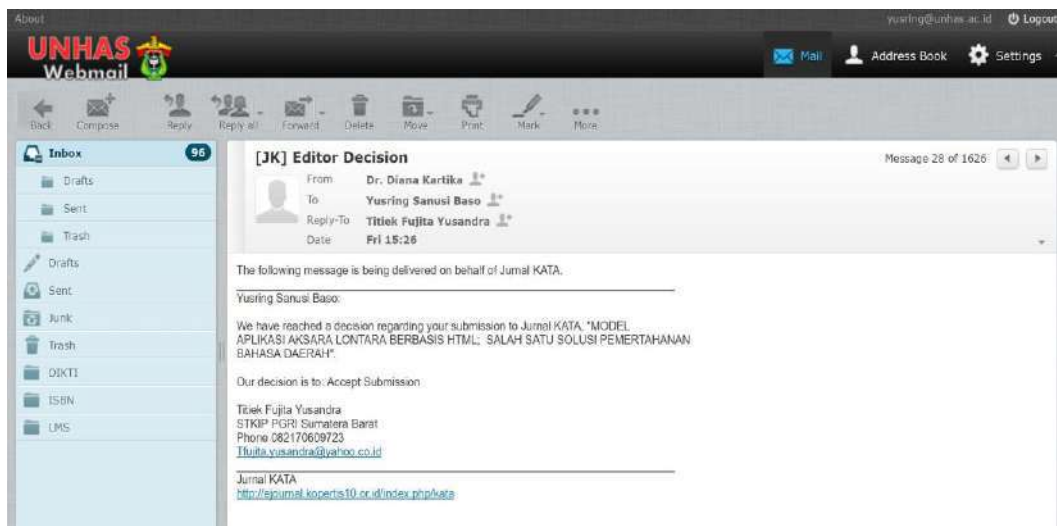 About
yusring@unhas.ac.id Logout
UNHAS
Webmail
Mail Address Book Settings
Back Compose Reply Reply all Forward Delete Move Print Mark More
Inbox 96
Drafts
Sent
Trash
Drafts
Sent
Junk
Trash
DIKTI
ISBN
LMS
[JK] Editor Decision
Message 28 of 1626
From Dr. Diana Kartika
To Yusring Sanusi Baso
Reply-To Titiek Fujita Yusandra
Date Fri 15:26
The following message is being delivered on behalf of Jurnal KATA.
Yusring Sanusi Baso:
We have reached a decision regarding your submission to Jurnal KATA, "MODEL
APLIKASI AKSARA LONTARA BERBASIS HTML; SALAH SATU SOLUSI PEMERTAHANAN
BAHASA DAERAH".
Our decision is to: Accept Submission
Titiek Fujita Yusandra
STKIP PGRI Sumatera Barat
Phone 082170609723
Tfujita.yusandra@yahoo.co.id
Jurnal KATA
http://ejournal.kopertis10.or.id/index.php/kata